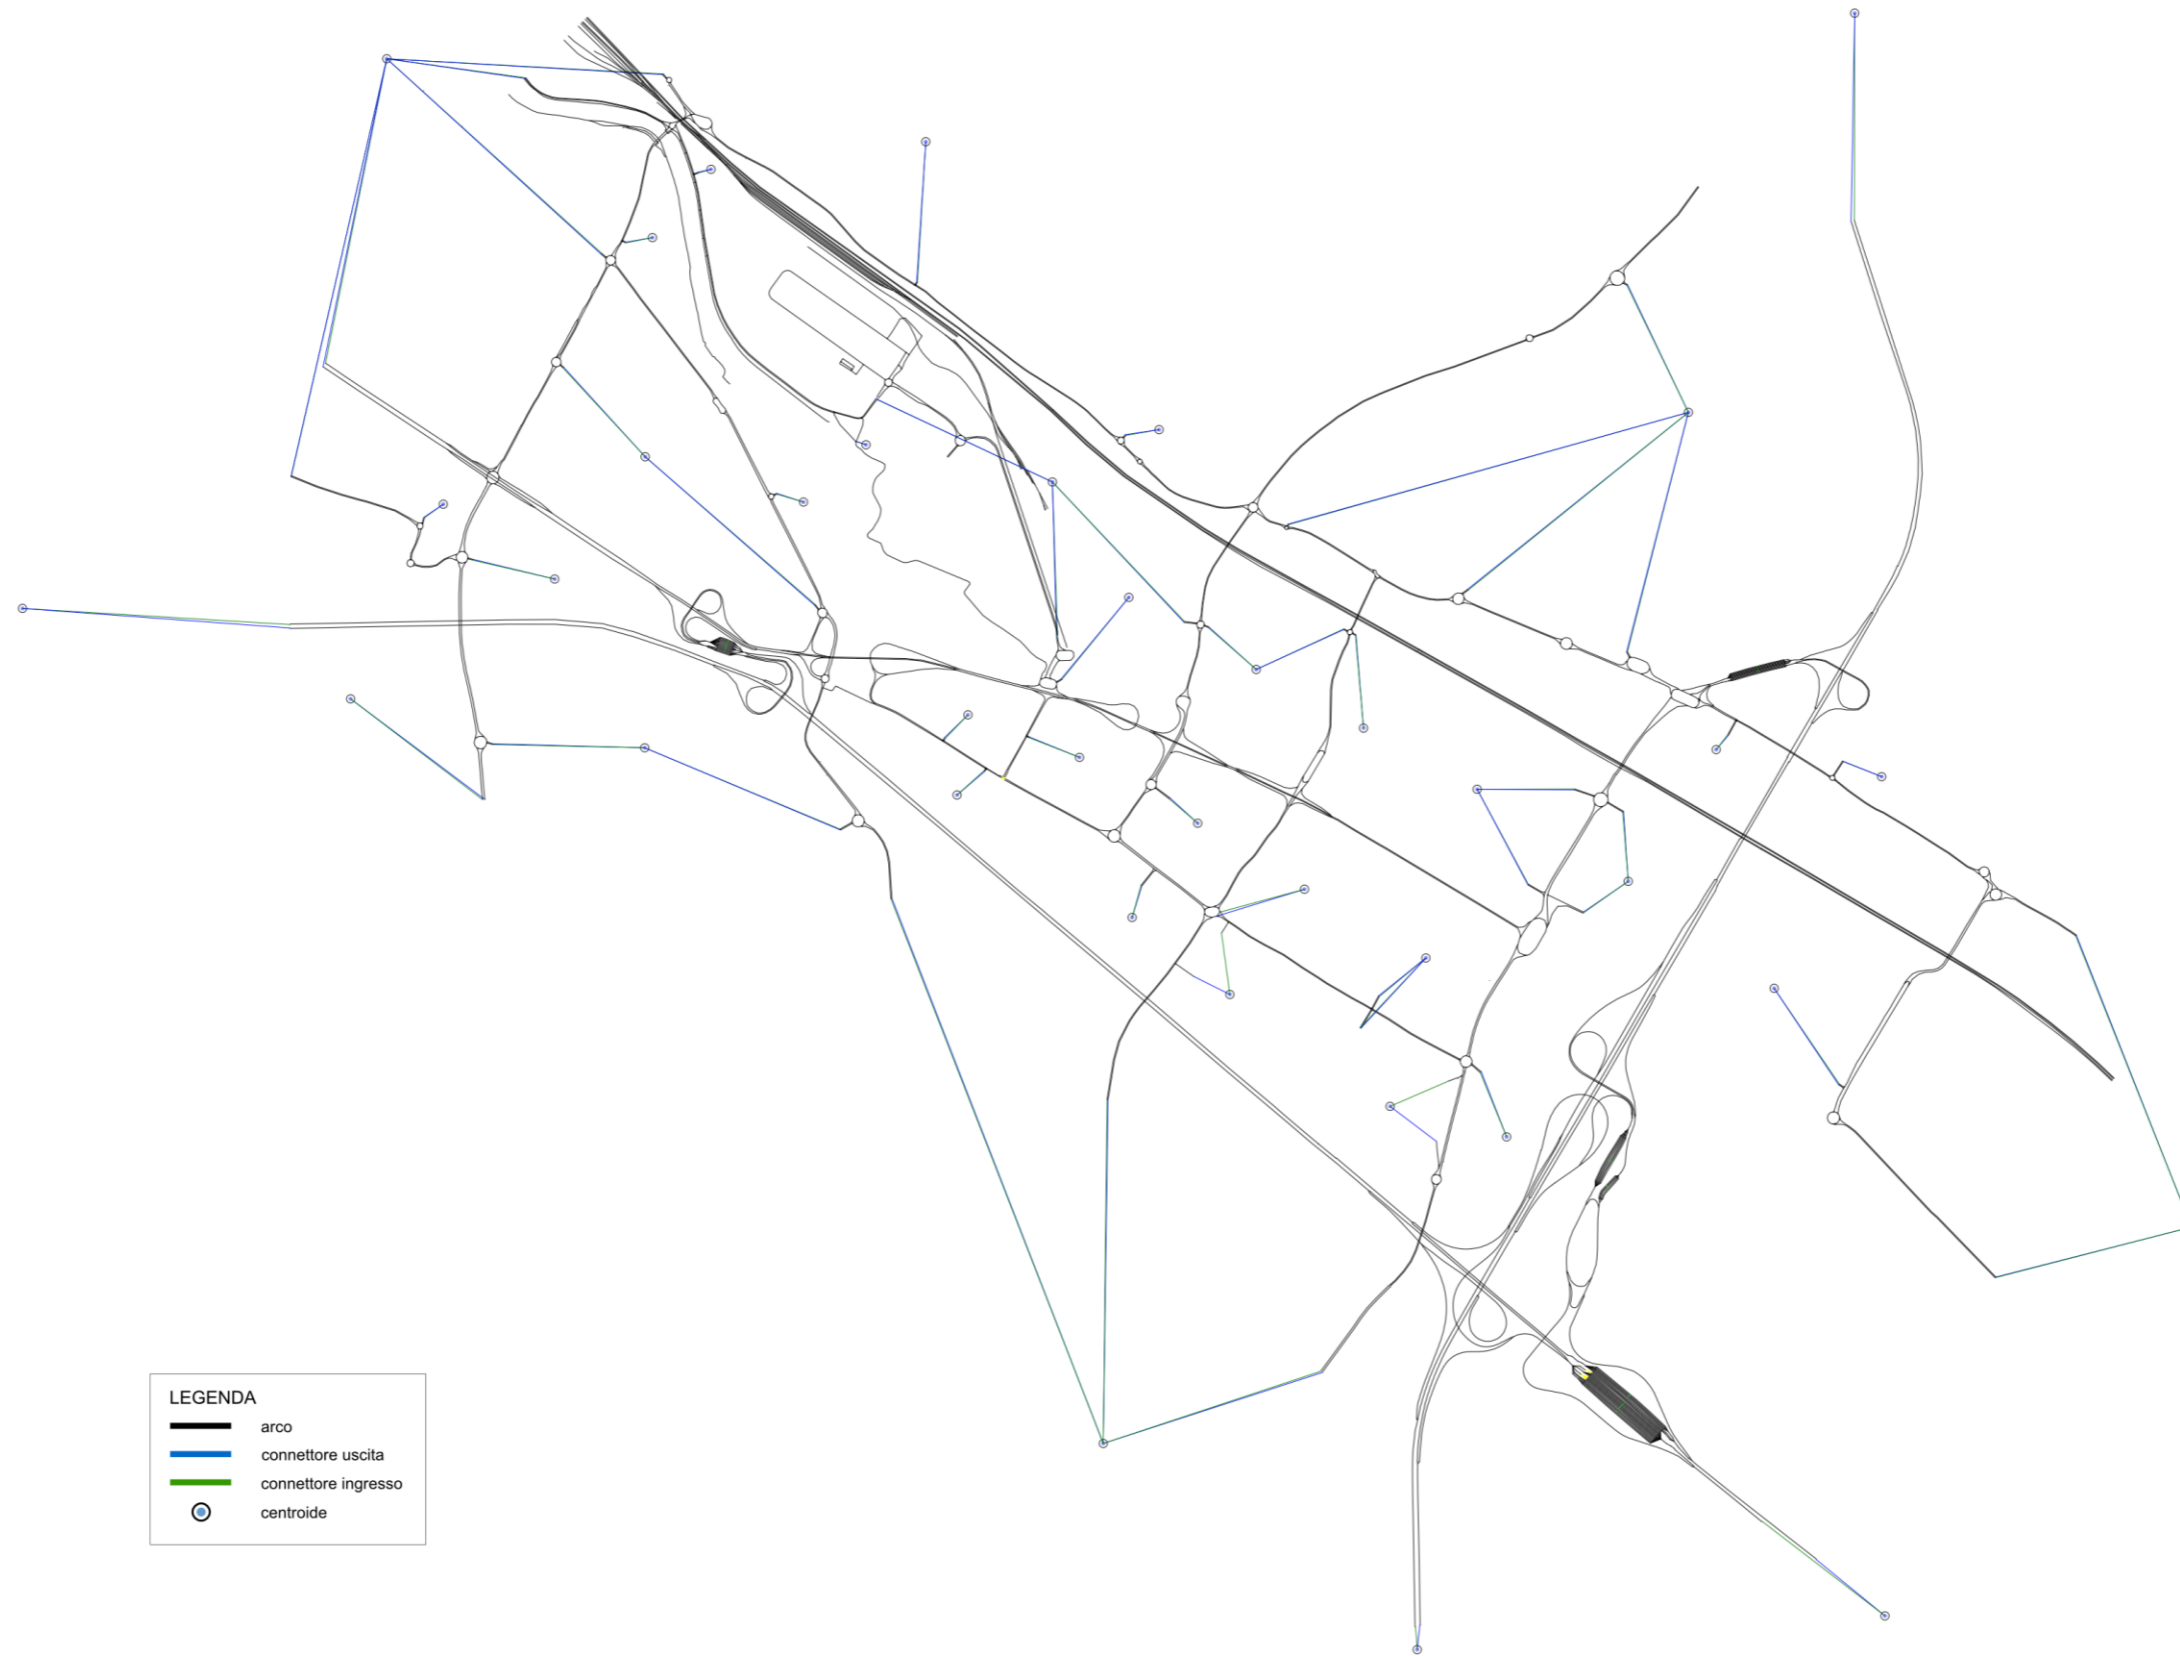 LEGENDA
arco
connettore uscita
connettore ingresso
centroide